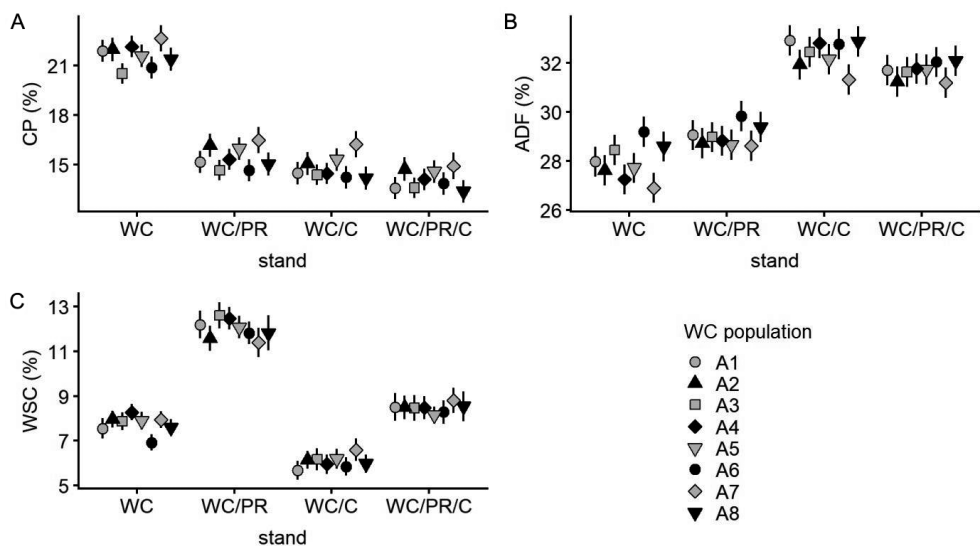 A
CP (%)
21
18
15
WC WC/PR WC/C WC/PR/C
stand
B
ADF (%)
32
30
28
26
WC WC/PR WC/C WC/PR/C
stand
C
WSC (%)
13
11
9
7
5
WC WC/PR WC/C WC/PR/C
stand
WC population
A1
A2
A3
A4
A5
A6
A7
A8